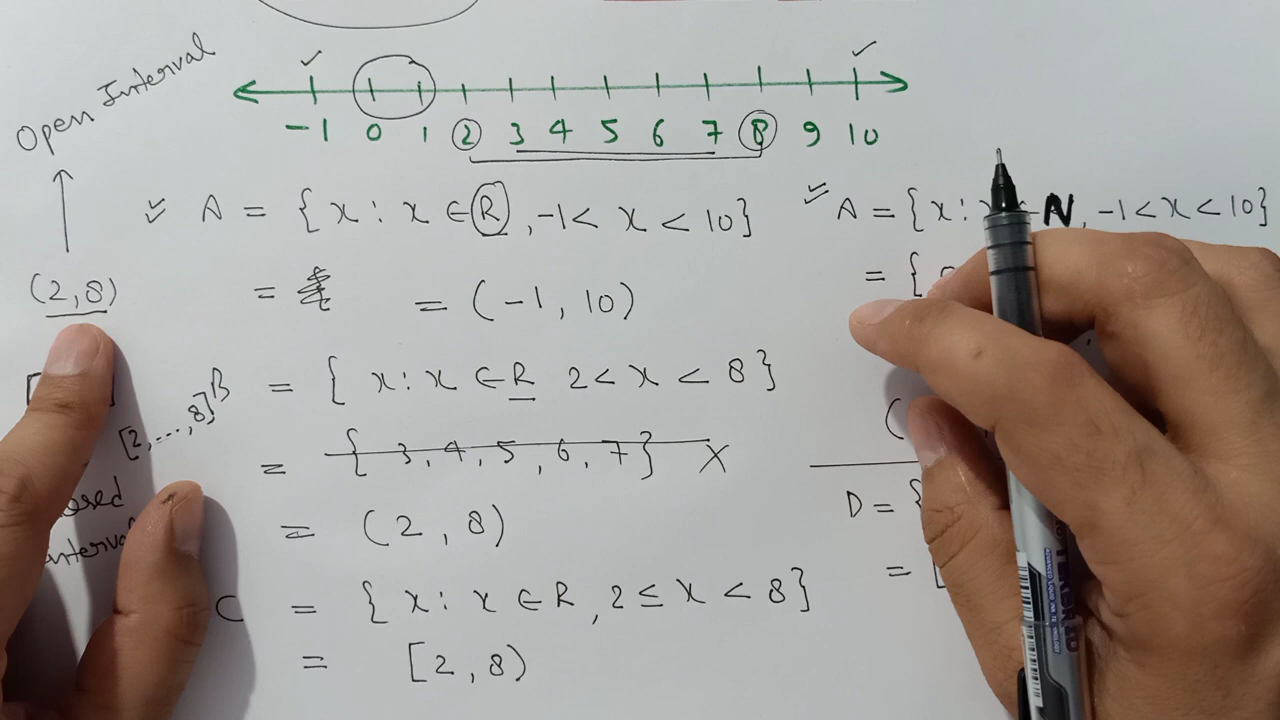 Open Interval
-1 0 1 2 3 4 5 6 7 8 9 10
A = {x : x ∈ R, -1 < x < 10}
= (-1, 10)
(2, 8)
B = {x : x ∈ R 2 < x < 8}
[2, ..., 8]
= {3, 4, 5, 6, 7} X
= (2, 8)
C = {x : x ∈ R, 2 ≤ x < 8}
= [2, 8)
A = {x : N, -1 < x < 10}
= {
(
D = {
= [